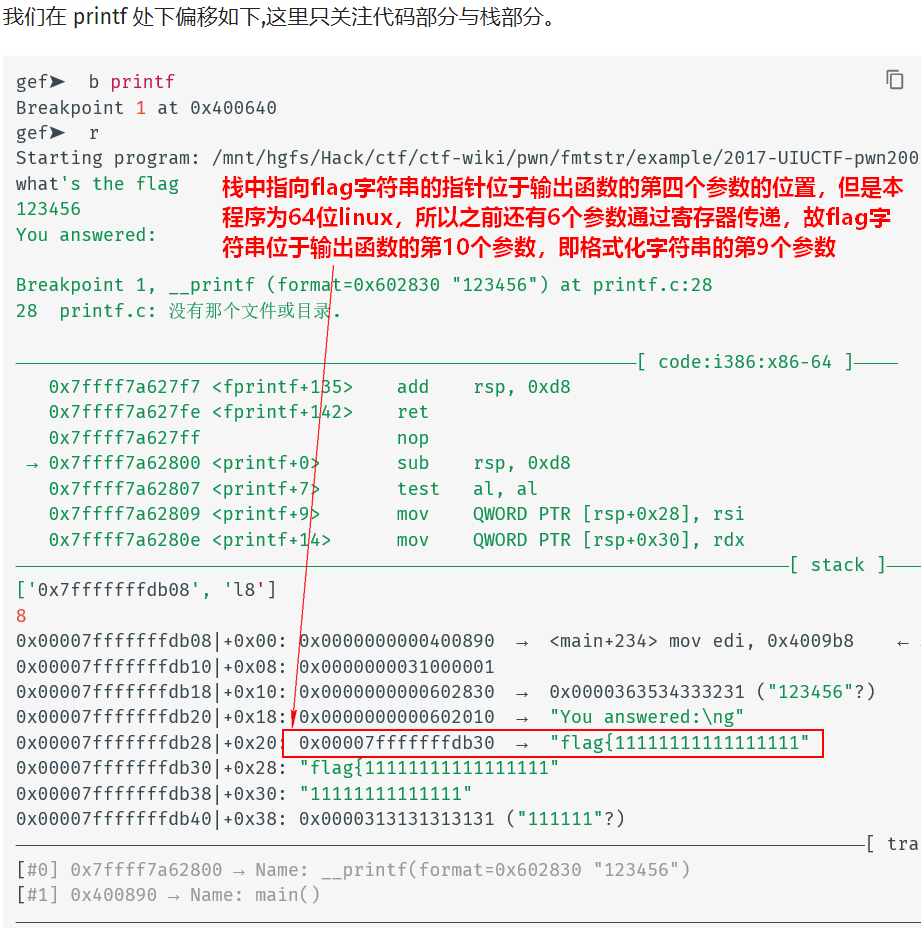 我们在 printf 处下偏移如下,这里只关注代码部分与栈部分。
gef➤  b printf
Breakpoint 1 at 0x400640
gef➤  r
Starting program: /mnt/hgfs/Hack/ctf/ctf-wiki/pwn/fmtstr/example/2017-UIUCTF-pwn200
what's the flag
123456
You answered:
栈中指向flag字符串的指针位于输出函数的第四个参数的位置，但是本
程序为64位linux，所以之前还有6个参数通过寄存器传递，故flag字
符串位于输出函数的第10个参数，即格式化字符串的第9个参数
Breakpoint 1, __printf (format=0x602830 "123456") at printf.c:28
28  printf.c: 没有那个文件或目录.
[ code:i386:x86-64 ]
0x7ffff7a627f7 <fprintf+135>    add    rsp, 0xd8
0x7ffff7a627fe <fprintf+142>    ret
0x7ffff7a627ff                  nop
→ 0x7ffff7a62800 <printf+0>       sub    rsp, 0xd8
0x7ffff7a62807 <printf+7>       test   al, al
0x7ffff7a62809 <printf+9>       mov    QWORD PTR [rsp+0x28], rsi
0x7ffff7a6280e <printf+14>      mov    QWORD PTR [rsp+0x30], rdx
[ stack ]
['0x7fffffffdb08', 'l8']
8
0x00007fffffffdb08|+0x00: 0x0000000000400890  →  <main+234> mov edi, 0x4009b8    ←
0x00007fffffffdb10|+0x08: 0x0000000031000001
0x00007fffffffdb18|+0x10: 0x0000000000602830  →  0x0000363534333231 ("123456"?)
0x00007fffffffdb20|+0x18: 0x0000000000602010  →  "You answered:\ng"
0x00007fffffffdb28|+0x20: 0x00007fffffffdb30  →  "flag{11111111111111111"
0x00007fffffffdb30|+0x28: "flag{11111111111111111"
0x00007fffffffdb38|+0x30: "11111111111111"
0x00007fffffffdb40|+0x38: 0x0000313131313131 ("111111"?)
[ tra
[#0] 0x7ffff7a62800 → Name: __printf(format=0x602830 "123456")
[#1] 0x400890 → Name: main()